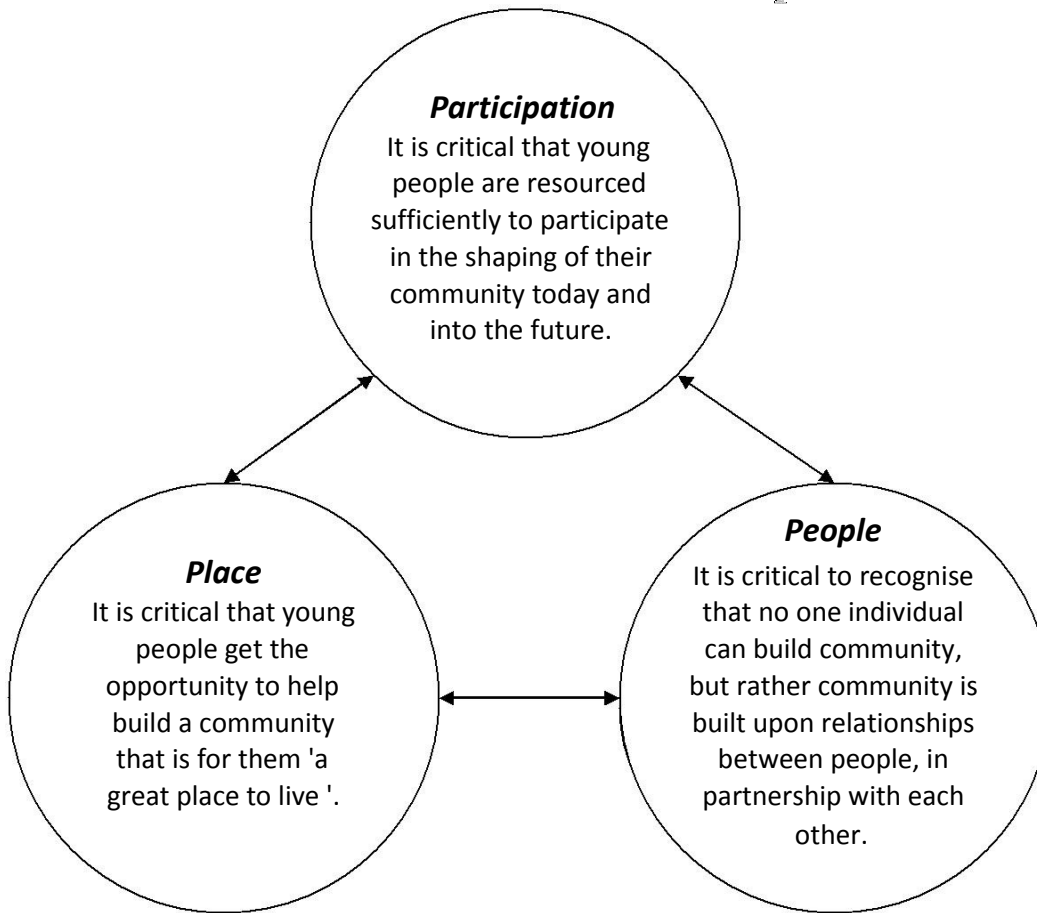 Participation
It is critical that young
people are resourced
sufficiently to participate
in the shaping of their
community today and
into the future.
Place
It is critical that young
people get the
opportunity to help
build a community
that is for them 'a
great place to live '.
People
It is critical to recognise
that no one individual
can build community,
but rather community is
built upon relationships
between people, in
partnership with each
other.